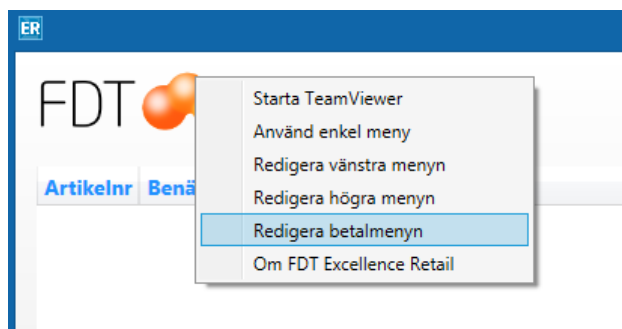 ER
FDT
Starta TeamViewer
Använd enkel meny
Redigera vänstra menyn
Artikelnr
Redigera högra menyn
Redigera betalmenyn
Om FDT Excellence Retail